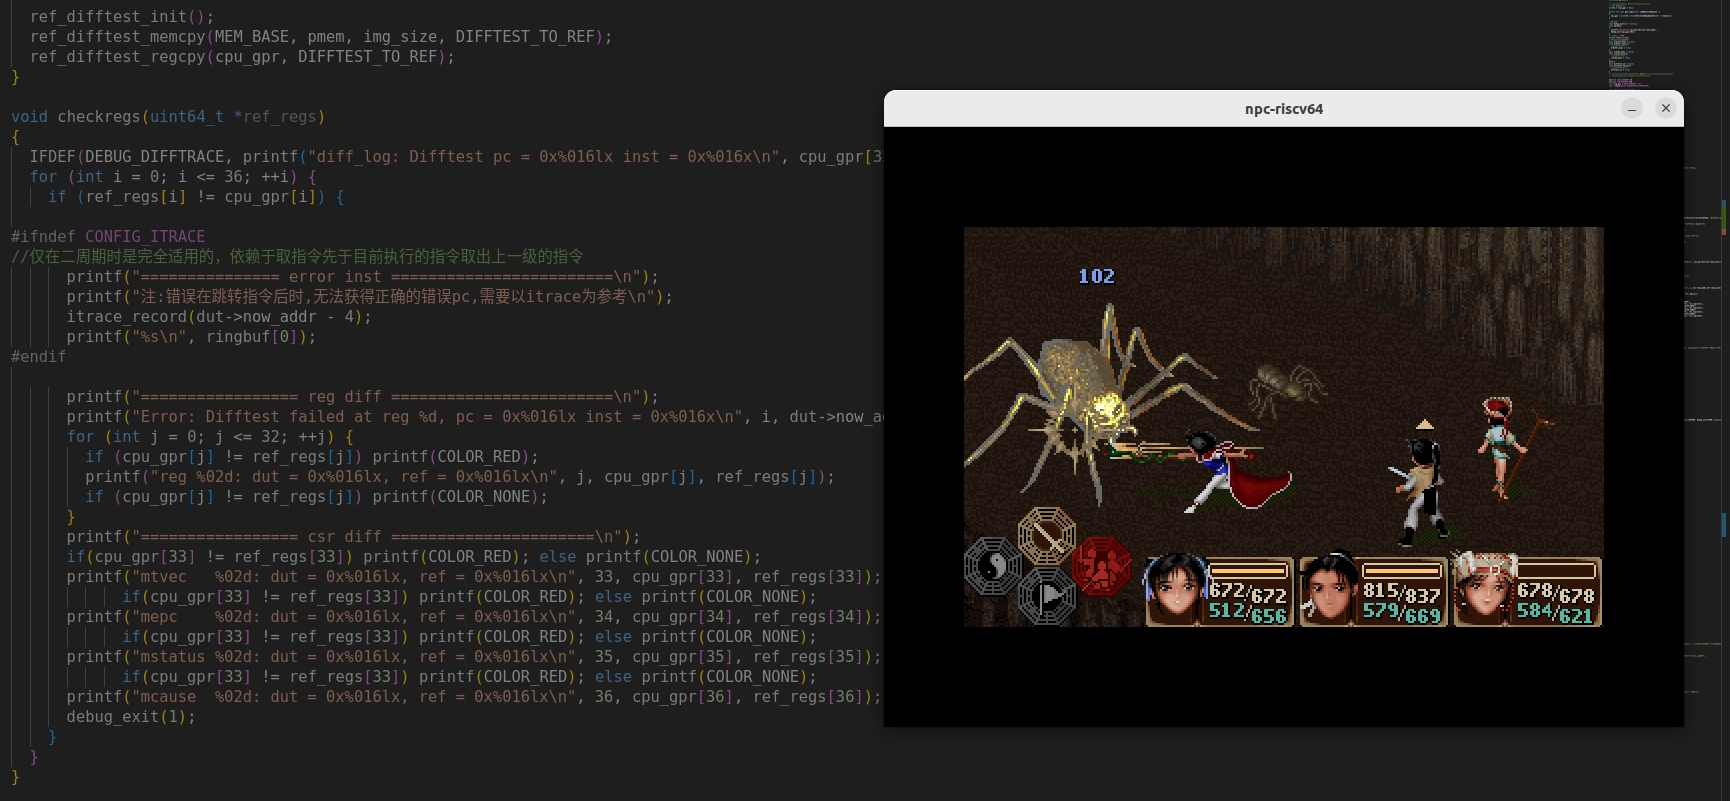 ref_difftest_init();
ref_difftest_memcpy(MEM_BASE, pmem, img_size, DIFFTEST_TO_REF);
ref_difftest_regcpy(cpu_gpr, DIFFTEST_TO_REF);
}
void checkregs(uint64_t *ref_regs)
{
IFDEF(DEBUG_DIFFTRACE, printf("diff_log: Difftest pc = 0x%016lx inst = 0x%016x\n", cpu_gpr[3
for (int i = 0; i <= 36; ++i) {
if (ref_regs[i] != cpu_gpr[i]) {
#ifndef CONFIG_ITRACE
//仅在二周期时是完全适用的，依赖于取指令先于目前执行的指令取出上一级的指令
printf("=============== error inst ========================\n");
printf("注:错误在跳转指令后时,无法获得正确的错误pc,需要以itrace为参考\n");
itrace_record(dut->now_addr - 4);
printf("%s\n", ringbuf[0]);
#endif
printf("================= reg diff ========================\n");
printf("Error: Difftest failed at reg %d, pc = 0x%016lx inst = 0x%016x\n", i, dut->now_a
for (int j = 0; j <= 32; ++j) {
if (cpu_gpr[j] != ref_regs[j]) printf(COLOR_RED);
printf("reg %02d: dut = 0x%016lx, ref = 0x%016lx\n", j, cpu_gpr[j], ref_regs[j]);
if (cpu_gpr[j] != ref_regs[j]) printf(COLOR_NONE);
}
printf("================= csr diff ======================\n");
if(cpu_gpr[33] != ref_regs[33]) printf(COLOR_RED); else printf(COLOR_NONE);
printf("mtvec   %02d: dut = 0x%016lx, ref = 0x%016lx\n", 33, cpu_gpr[33], ref_regs[33]);
if(cpu_gpr[33] != ref_regs[33]) printf(COLOR_RED); else printf(COLOR_NONE);
printf("mepc    %02d: dut = 0x%016lx, ref = 0x%016lx\n", 34, cpu_gpr[34], ref_regs[34]);
if(cpu_gpr[33] != ref_regs[33]) printf(COLOR_RED); else printf(COLOR_NONE);
printf("mstatus %02d: dut = 0x%016lx, ref = 0x%016lx\n", 35, cpu_gpr[35], ref_regs[35]);
if(cpu_gpr[33] != ref_regs[33]) printf(COLOR_RED); else printf(COLOR_NONE);
printf("mcause  %02d: dut = 0x%016lx, ref = 0x%016lx\n", 36, cpu_gpr[36], ref_regs[36]);
debug_exit(1);
}
}
}
npc-riscv64
102
672/672
512/656
815/837
579/669
678/678
584/621